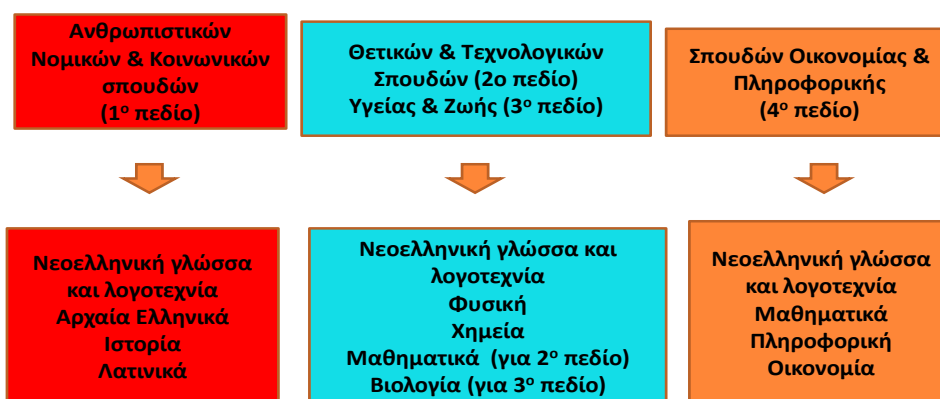 Ανθρωπιστικών
Νομικών & Κοινωνικών
σπουδών
(1ο πεδίο)
Θετικών & Τεχνολογικών
Σπουδών (2ο πεδίο)
Υγείας & Ζωής (3ο πεδίο)
Σπουδών Οικονομίας &
Πληροφορικής
(4ο πεδίο)
Νεοελληνική γλώσσα
και λογοτεχνία
Αρχαία Ελληνικά
Ιστορία
Λατινικά
Νεοελληνική γλώσσα και
λογοτεχνία
Φυσική
Χημεία
Μαθηματικά (για 2ο πεδίο)
Βιολογία (για 3ο πεδίο)
Νεοελληνική γλώσσα
και λογοτεχνία
Μαθηματικά
Πληροφορική
Οικονομία